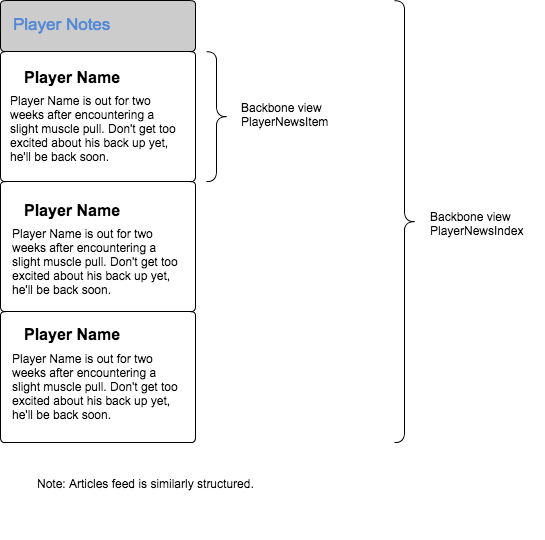 Player Notes
Player Name
Player Name is out for two
weeks after encountering a
slight muscle pull. Don't get too
excited about his back up yet,
he'll be back soon.
Backbone view
PlayerNewsItem
Player Name
Player Name is out for two
weeks after encountering a
slight muscle pull. Don't get too
excited about his back up yet,
he'll be back soon.
Backbone view
PlayerNewsIndex
Player Name
Player Name is out for two
weeks after encountering a
slight muscle pull. Don't get too
excited about his back up yet,
he'll be back soon.
Note: Articles feed is similarly structured.